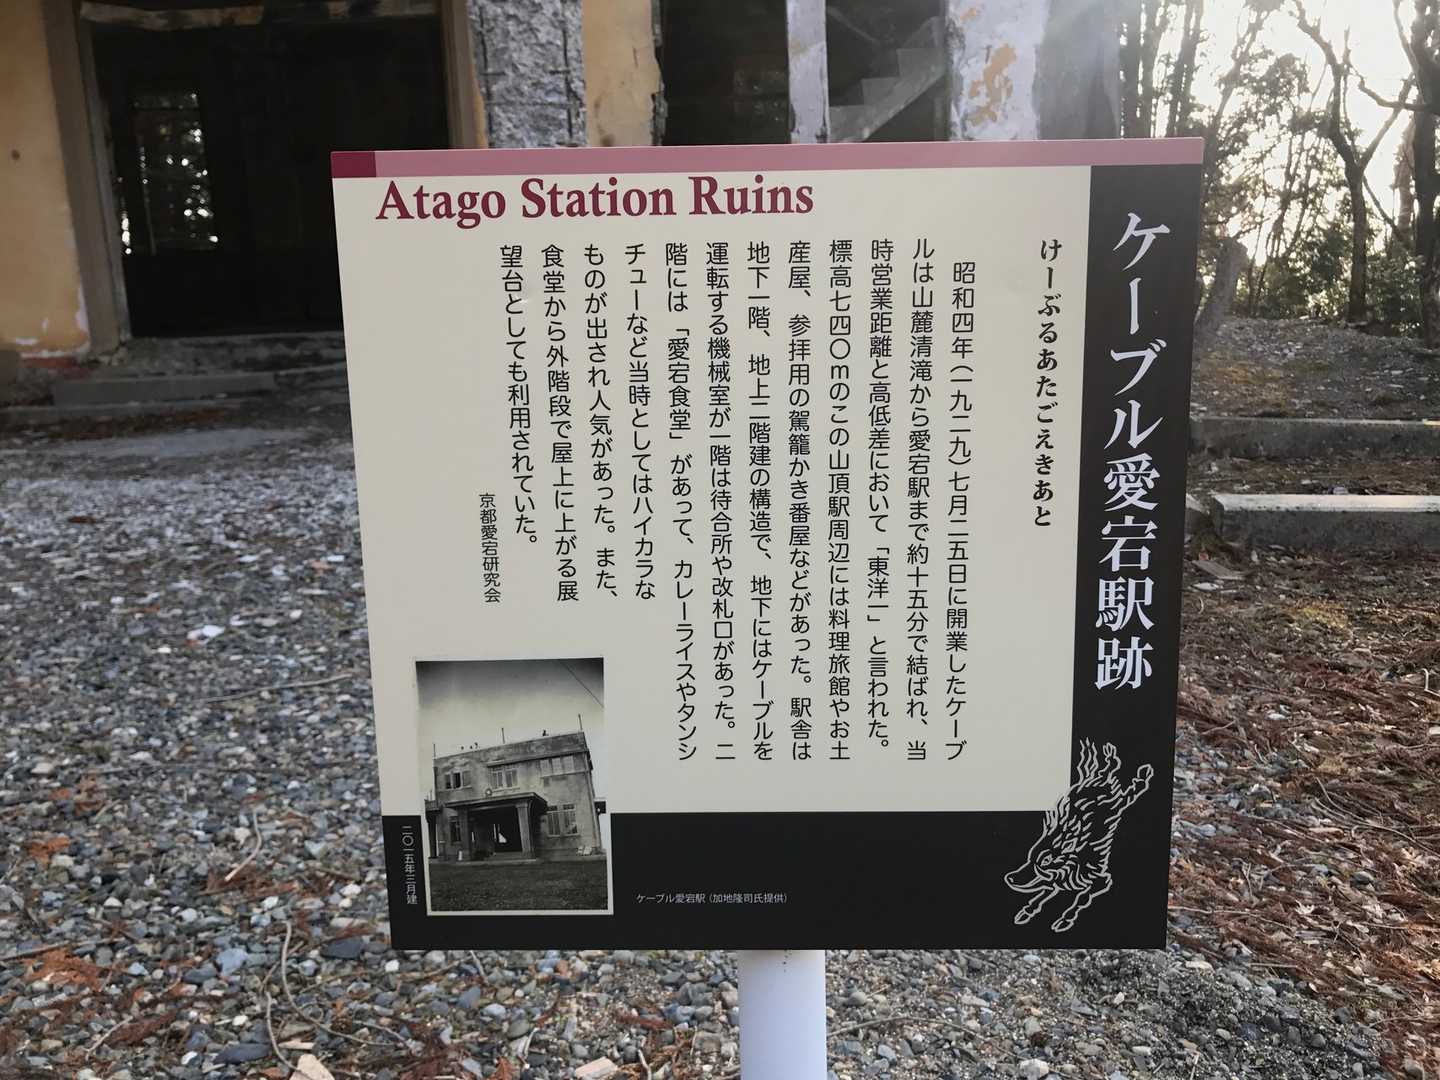 Atago Station Ruins
ケーブル愛宕駅跡
けーぶるあたごえきあと
昭和四年（一九二九）七月二五日に開業したケーブ
ルは山麓清滝から愛宕駅まで約十五分で結ばれ、当
時営業距離と高低差において「東洋一」と言われた。
標高七四〇ｍのこの山頂駅周辺には料理旅館やお土
産屋、参拝用の駕籠かき番屋などがあった。駅舎は
地下一階、地上二階建の構造で、地下にはケーブルを
運転する機械室が一階は待合所や改札口があった。二
階には「愛宕食堂」があって、カレーライスやタンシ
チューなど当時としてはハイカラな
ものが出され人気があった。また、
食堂から外階段で屋上に上がる展
望台としても利用されていた。
京都愛宕研究会
ケーブル愛宕駅（加地隆司氏提供）
二〇一五年三月建